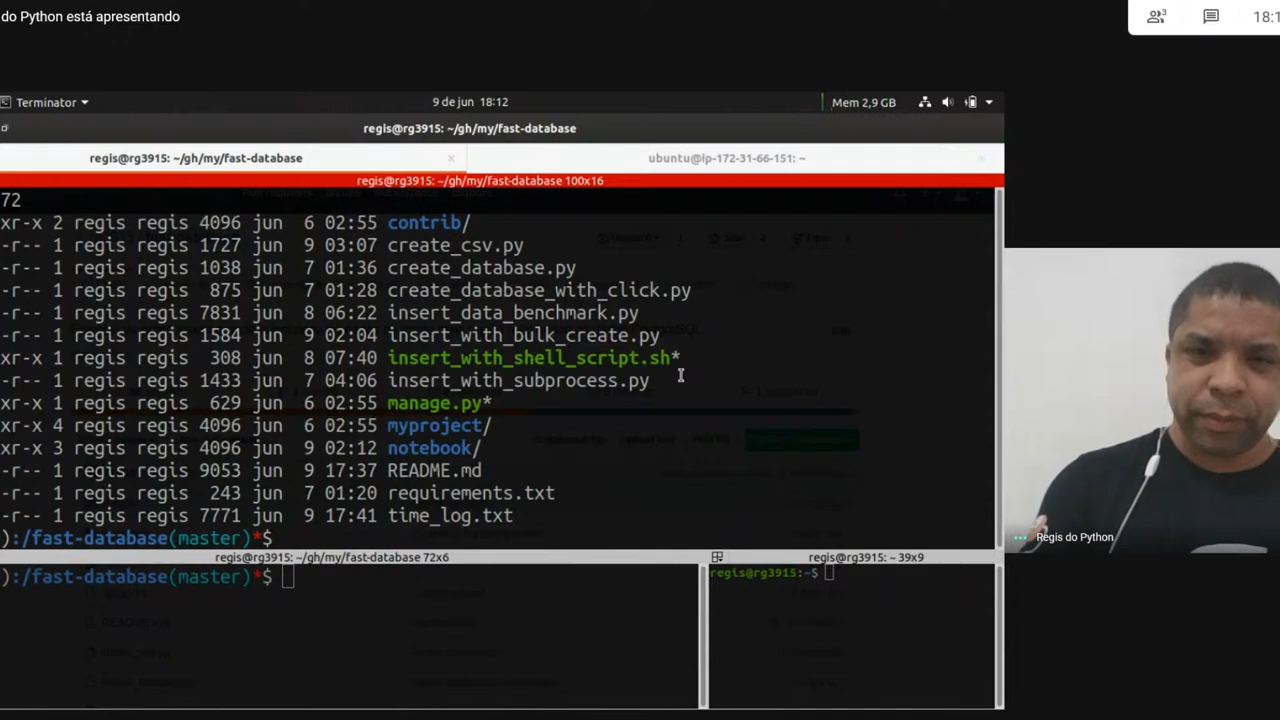 do Python está apresentando
3
18:1
Terminator
9 de jun 18:12
Mem 2,9 GB
regis@rg3915: ~/gh/my/fast-database
regis@rg3915: ~/gh/my/fast-database
ubuntu@ip-172-31-66-151: ~
regis@rg3915: ~/gh/my/fast-database 100x16
72
xr-x 2 regis regis 4096 jun  6 02:55 contrib/
-r-- 1 regis regis 1727 jun  9 03:07 create_csv.py
-r-- 1 regis regis 1038 jun  7 01:36 create_database.py
-r-- 1 regis regis  875 jun  7 01:28 create_database_with_click.py
-r-- 1 regis regis 7831 jun  8 06:22 insert_data_benchmark.py
-r-- 1 regis regis 1584 jun  9 02:04 insert_with_bulk_create.py
xr-x 1 regis regis  308 jun  8 07:40 insert_with_shell_script.sh*
-r-- 1 regis regis 1433 jun  7 04:06 insert_with_subprocess.py
xr-x 1 regis regis  629 jun  6 02:55 manage.py*
xr-x 4 regis regis 4096 jun  6 02:55 myproject/
xr-x 3 regis regis 4096 jun  9 02:12 notebook/
-r-- 1 regis regis 9053 jun  9 17:37 README.md
-r-- 1 regis regis  243 jun  7 01:20 requirements.txt
-r-- 1 regis regis 7771 jun  9 17:41 time_log.txt
):/fast-database(master)*$
regis@rg3915: ~/gh/my/fast-database 72x6
):/fast-database(master)*$
regis@rg3915: ~ 39x9
regis@rg3915:~$
Regis do Python